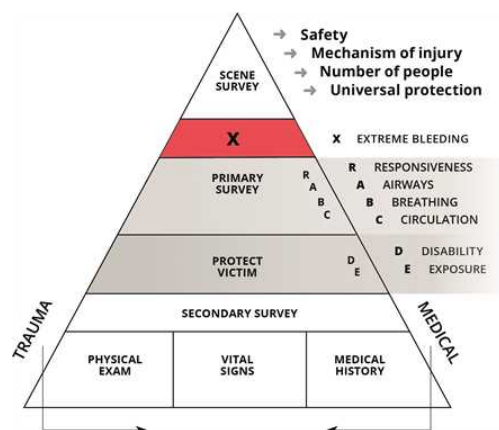 → Safety
→ Mechanism of injury
→ Number of people
→ Universal protection
SCENE
SURVEY
X
X EXTREME BLEEDING
PRIMARY
SURVEY
R
A
B
C
R RESPONSIVENESS
A AIRWAYS
B BREATHING
C CIRCULATION
PROTECT
VICTIM
D
E
D DISABILITY
E EXPOSURE
SECONDARY SURVEY
TRAUMA
MEDICAL
PHYSICAL
EXAM
VITAL
SIGNS
MEDICAL
HISTORY